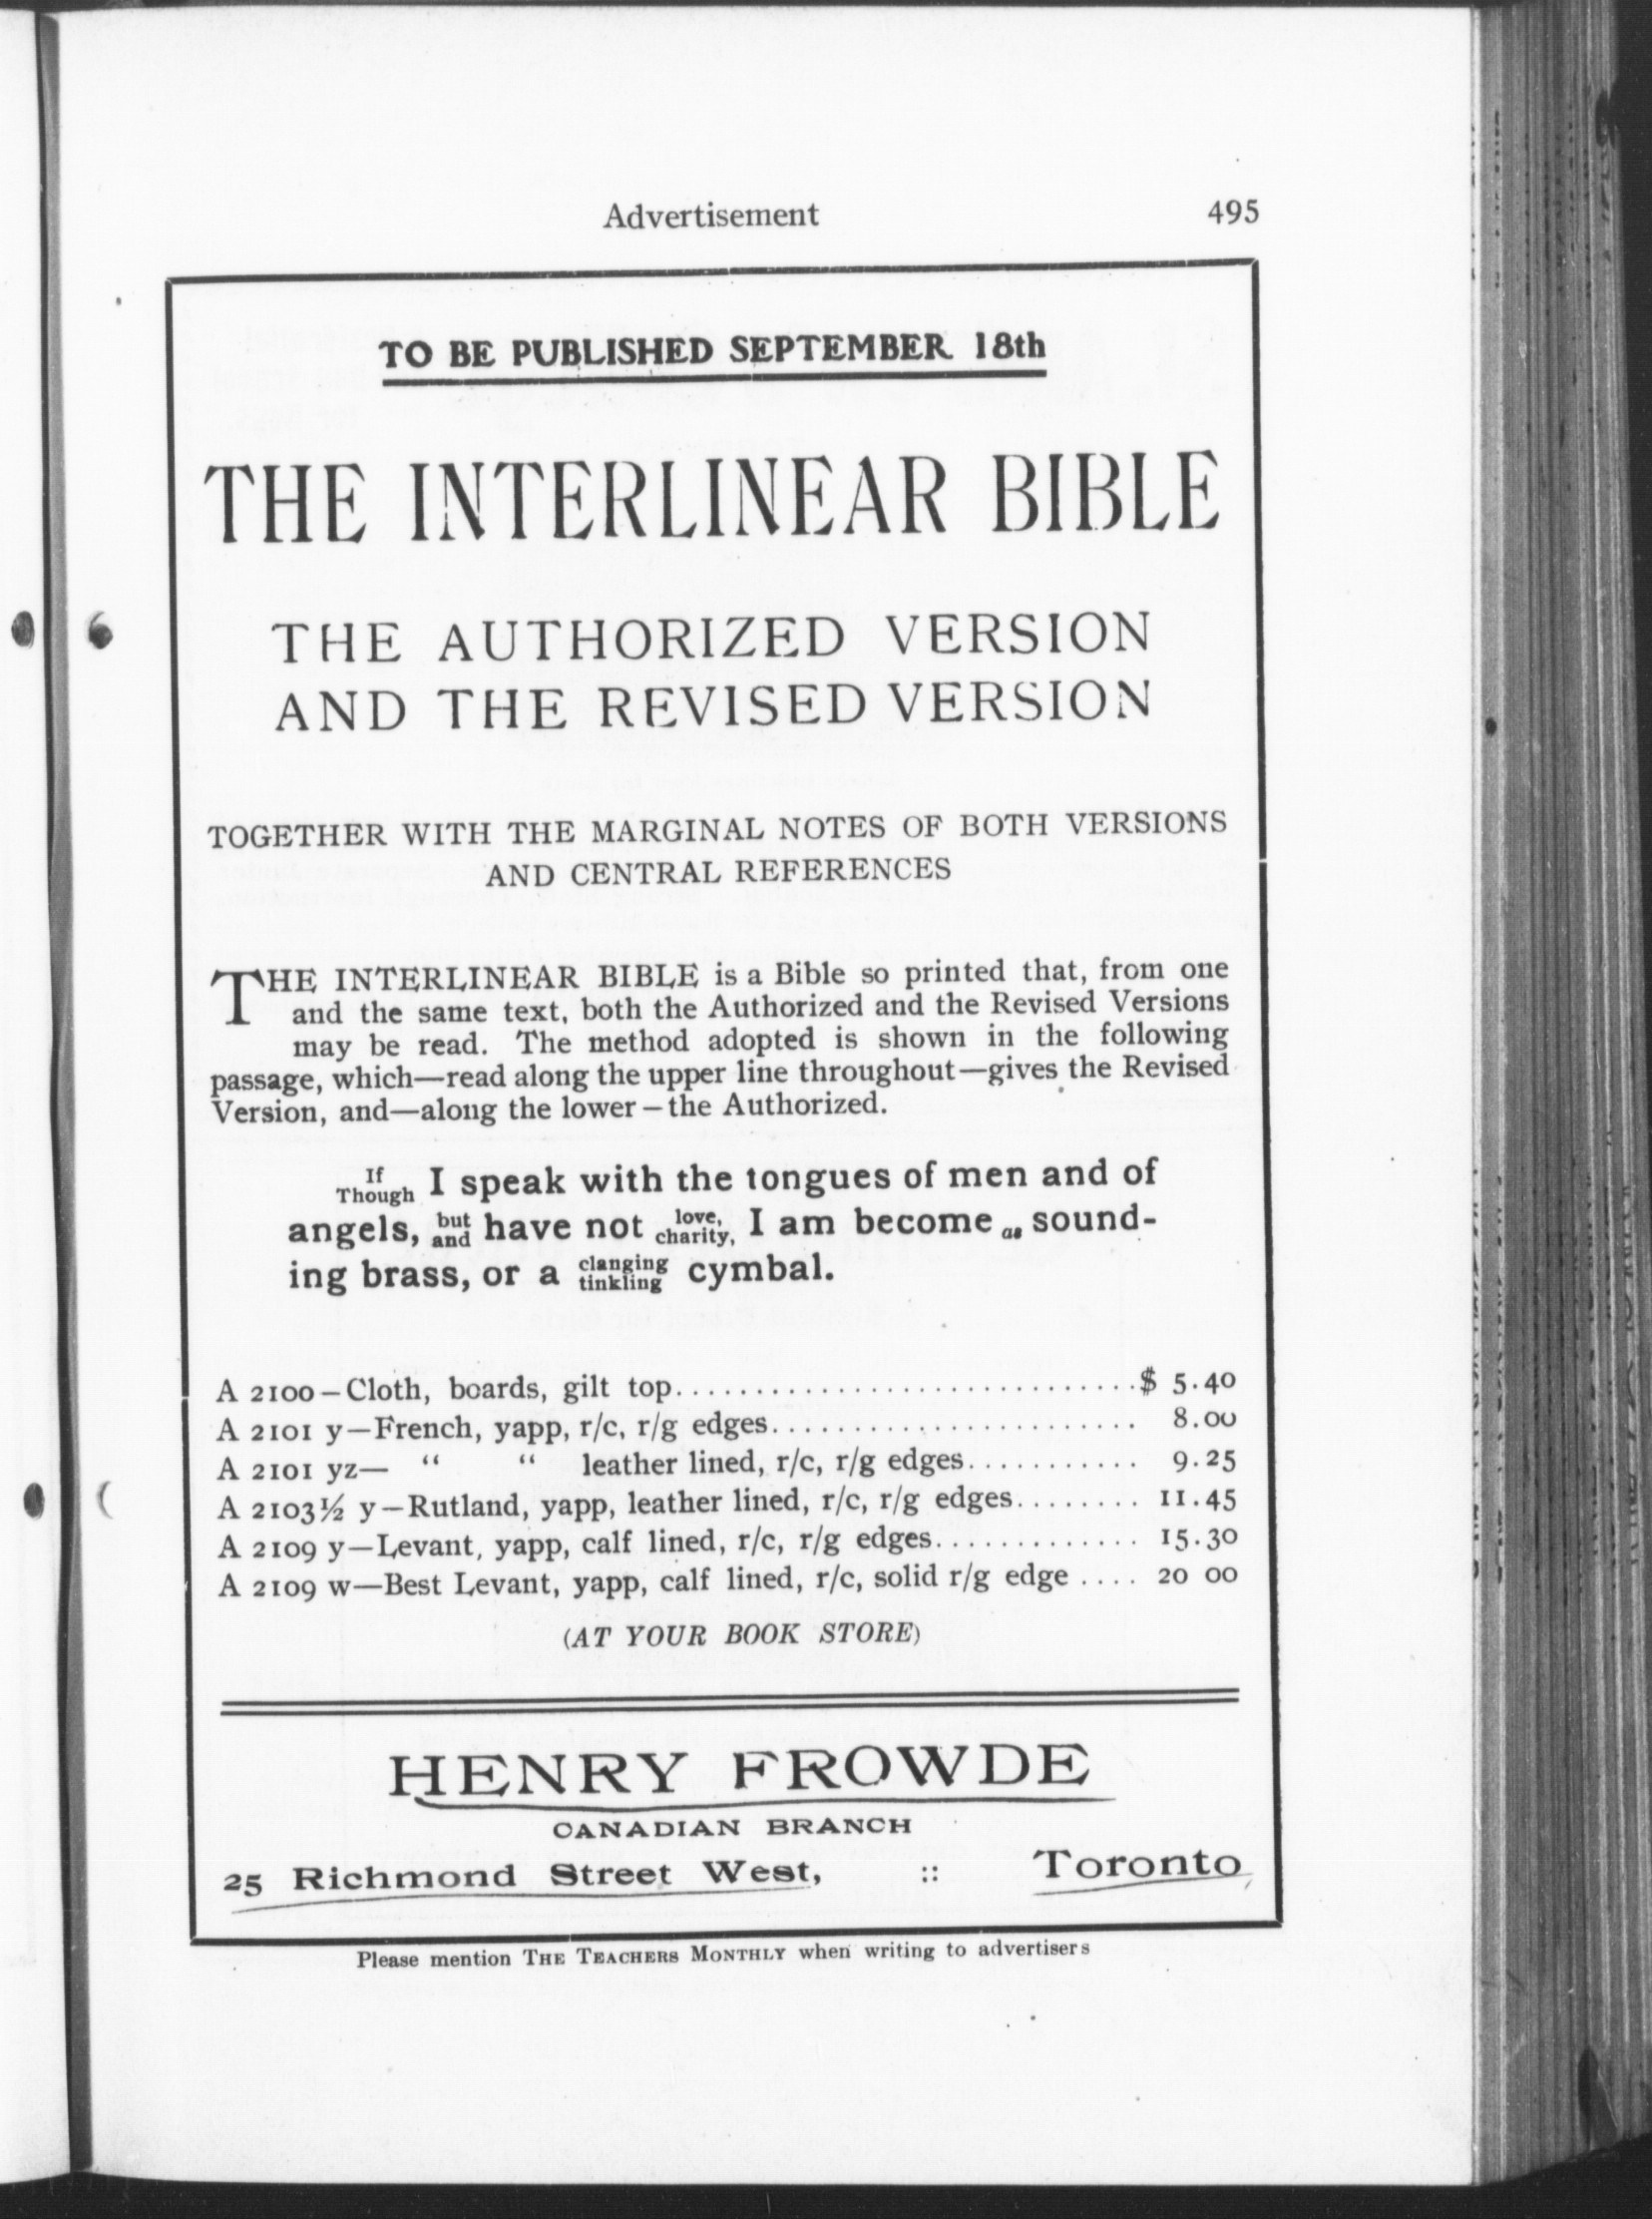 Advertisement 495
TO BE PUBLISHED SEPTEMBER 18th
THE INTERLINEAR BIBLE
THE AUTHORIZED VERSION
AND THE REVISED VERSION
TOGETHER WITH THE MARGINAL NOTES OF BOTH VERSIONS
AND CENTRAL REFERENCES
THE INTERLINEAR BIBLE is a Bible so printed that, from one
and the same text, both the Authorized and the Revised Versions
may be read. The method adopted is shown in the following
passage, which—read along the upper line throughout—gives the Revised
Version, and—along the lower—the Authorized.
If
Though I speak with the tongues of men and of
but love,
angels, and have not charity, I am become as sound-
clanging
ing brass, or a tinkling cymbal.
A 2100—Cloth, boards, gilt top..............................$ 5.40
A 2101 y—French, yapp, r/c, r/g edges........................ 8.00
A 2101 yz— “ “ leather lined, r/c, r/g edges........... 9.25
A 2103½ y—Rutland, yapp, leather lined, r/c, r/g edges........ 11.45
A 2109 y—Levant, yapp, calf lined, r/c, r/g edges............. 15.30
A 2109 w—Best Levant, yapp, calf lined, r/c, solid r/g edge .... 20 00
(AT YOUR BOOK STORE)
HENRY FROWDE
CANADIAN BRANCH
25 Richmond Street West, :: Toronto
Please mention THE TEACHERS MONTHLY when writing to advertisers